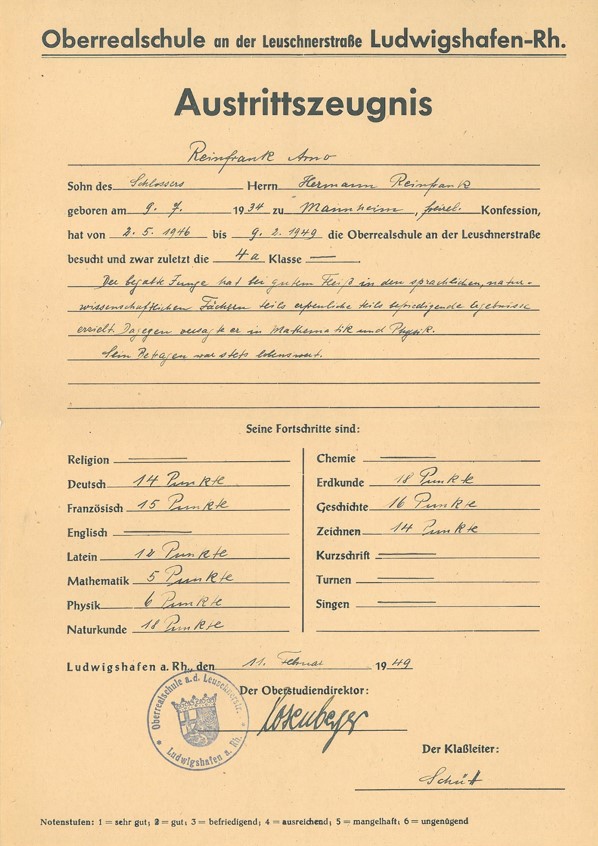 Oberrealschule an der Leuschnerstraße Ludwigshafen-Rh.
Austrittszeugnis
Reinfrank Arno
Sohn des Schlossers Herrn Hermann Reinfrank
geboren am 9. 7. 1934 zu Mannheim, freirel. Konfession,
hat von 2. 5. 1946 bis 9. 2. 1949 die Oberrealschule an der Leuschnerstraße
besucht und zwar zuletzt die 4a Klasse —
Der begabte Junge hat bei gutem Fleiß in den sprachlichen, natur-
wissenschaftlichen Fächern teils erfreuliche teils befriedigende Ergebnisse
erzielt. Dagegen versagte er in Mathematik und Physik.
Sein Betragen war stets lobenswert.
Seine Fortschritte sind:
Religion —
Deutsch 14 Punkte
Französisch 15 Punkte
Englisch —
Latein 12 Punkte
Mathematik 5 Punkte
Physik 6 Punkte
Naturkunde 18 Punkte
Chemie —
Erdkunde 18 Punkte
Geschichte 16 Punkte
Zeichnen 14 Punkte
Kurzschrift —
Turnen —
Singen —
Ludwigshafen a. Rh., den 11. Februar 1949
Oberrealschule a.d. Leuschnerstr.
Ludwigshafen a. Rh.
Der Oberstudiendirektor:
Der Klaßleiter:
Notenstufen: 1 = sehr gut; 2 = gut; 3 = befriedigend; 4 = ausreichend; 5 = mangelhaft; 6 = ungenügend